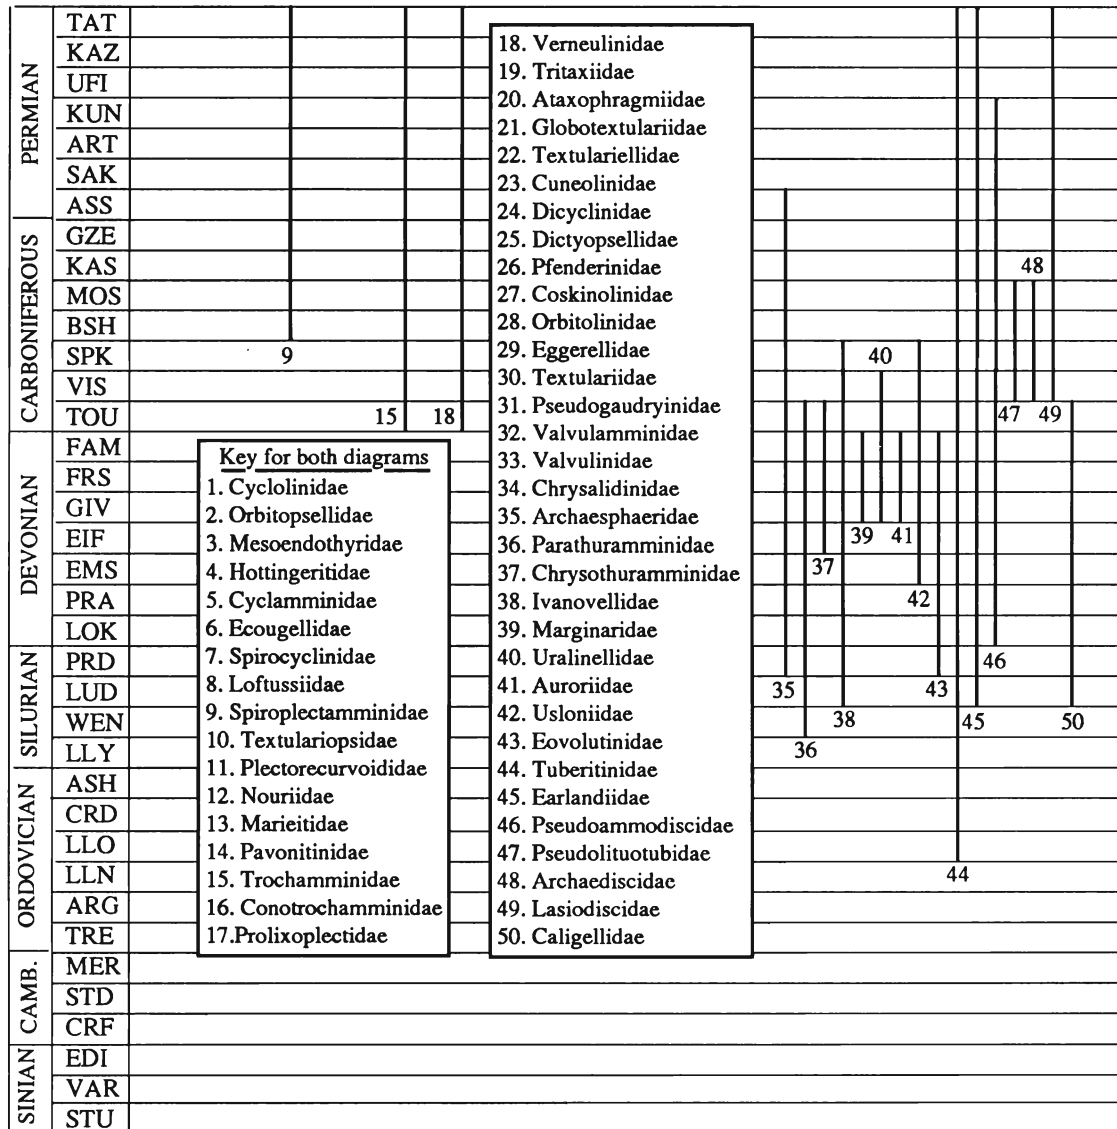 PERMIAN
TAT
KAZ
UFI
KUN
ART
SAK
ASS
CARBONIFEROUS
GZE
KAS
MOS
BSH
SPK
VIS
TOU
DEVONIAN
FAM
FRS
GIV
EIF
EMS
PRA
LOK
SILURIAN
PRD
LUD
WEN
LLY
ORDOVICIAN
ASH
CRD
LLO
LLN
ARG
TRE
CAMB.
MER
STD
CRF
SINIAN
EDI
VAR
STU
9
15
18
Key for both diagrams
1. Cyclolinidae
2. Orbitopsellidae
3. Mesoendothyridae
4. Hottingeritidae
5. Cyclamminidae
6. Ecougellidae
7. Spirocyclinidae
8. Loftussiidae
9. Spiroplectamminidae
10. Textulariopsidae
11. Plectorecurvoididae
12. Nouriidae
13. Marieitidae
14. Pavonitinidae
15. Trochamminidae
16. Conotrochamminidae
17.Prolixoplectidae
18. Verneulinidae
19. Tritaxiidae
20. Ataxophragmiidae
21. Globotextulariidae
22. Textulariellidae
23. Cuneolinidae
24. Dicyclinidae
25. Dictyopsellidae
26. Pfenderinidae
27. Coskinolinidae
28. Orbitolinidae
29. Eggerellidae
30. Textulariidae
31. Pseudogaudryinidae
32. Valvulamminidae
33. Valvulinidae
34. Chrysalidinidae
35. Archaesphaeridae
36. Parathuramminidae
37. Chrysothuramminidae
38. Ivanovellidae
39. Marginaridae
40. Uralinellidae
41. Auroriidae
42. Usloniidae
43. Eovolutinidae
44. Tuberitinidae
45. Earlandiidae
46. Pseudoammodiscidae
47. Pseudolituotubidae
48. Archaediscidae
49. Lasiodiscidae
50. Caligellidae
48
40
47
49
39
41
37
42
46
35
43
38
45
50
36
44